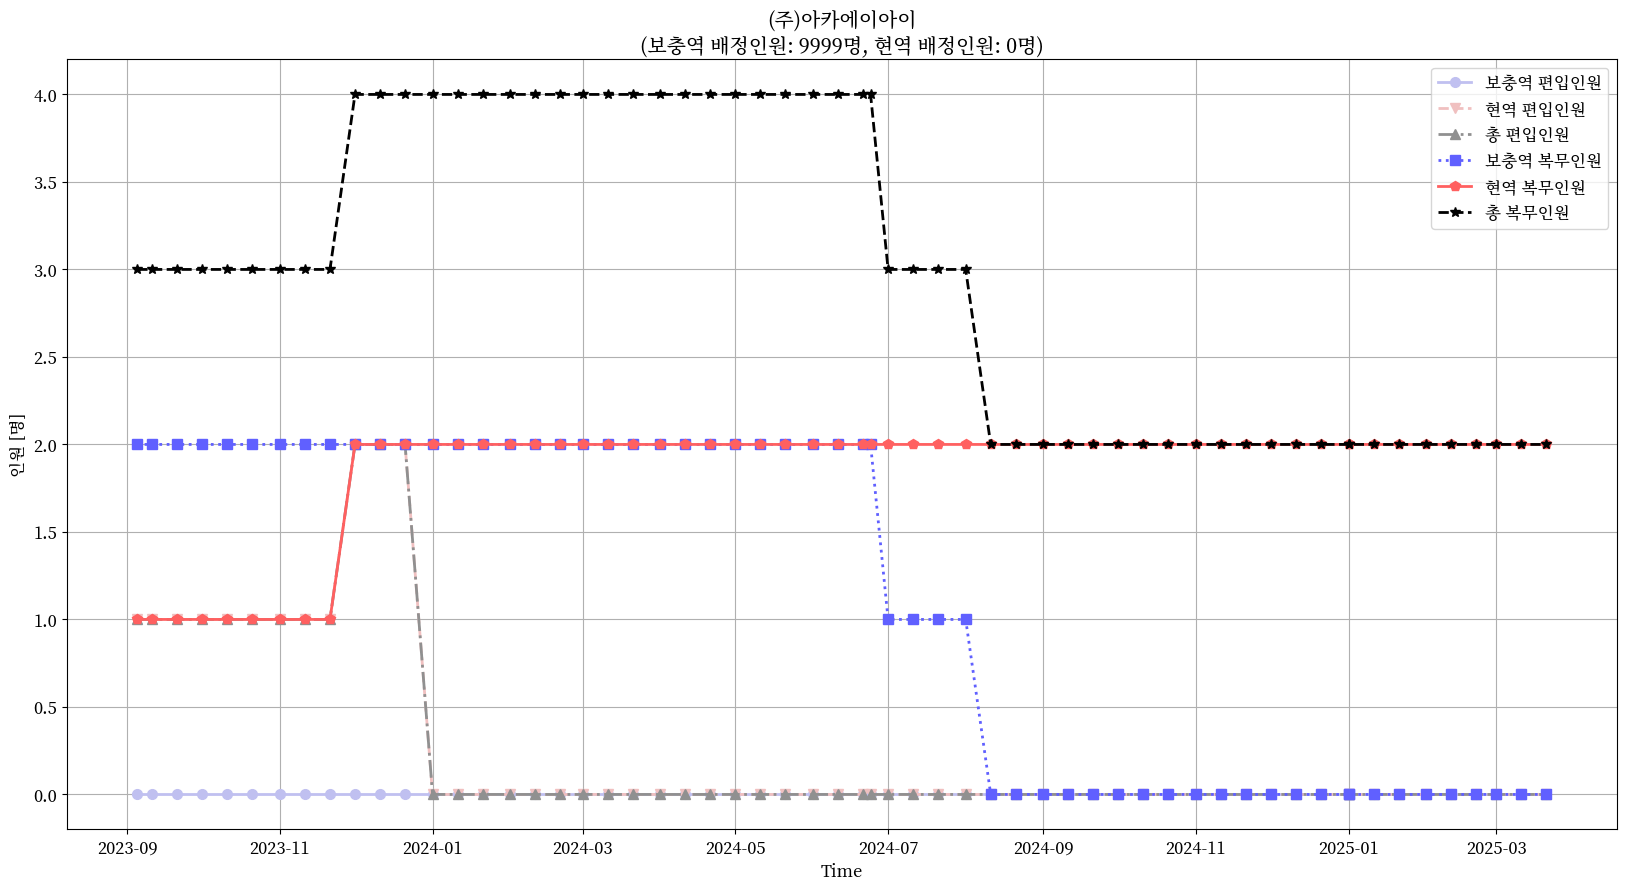 (주)아카에이아이
(보충역 배정인원: 9999명, 현역 배정인원: 0명)
보충역 편입인원
현역 편입인원
총 편입인원
보충역 복무인원
현역 복무인원
총 복무인원
인원 [명]
4.0
3.5
3.0
2.5
2.0
1.5
1.0
0.5
0.0
2023-09 2023-11 2024-01 2024-03 2024-05 2024-07 2024-09 2024-11 2025-01 2025-03
Time